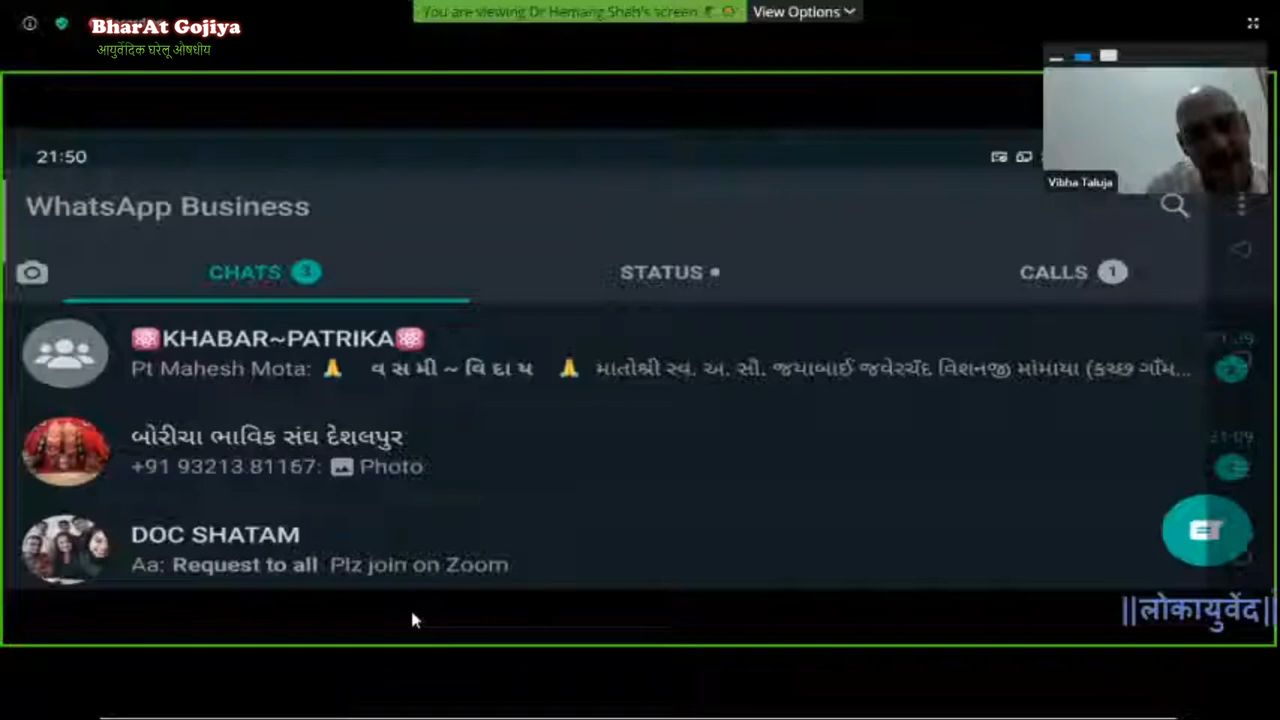 BharAt Gojiya
आयुर्वेदिक घरेलू औषधीय
You are viewing Dr Hemang Shah's screen
View Options
21:50
Vibha Taluja
WhatsApp Business
CHATS 3
STATUS
CALLS 1
KHABAR~PATRIKA
Pt Mahesh Mota: 🙏 વ સ મી ~ વિ દા ય 🙏 માતોશ્રી સ્વ. અ. સૌ. જયાબાઈ જવેરચઁદ વિશનજી મોમાયા (કચ્છ ગાઁમ...
બોરીચા ભાવિક સંઘ દેશલપુર
+91 93213 81167: Photo
21:09
DOC SHATAM
Aa: Request to all Plz join on Zoom
||लोकायुर्वेद||